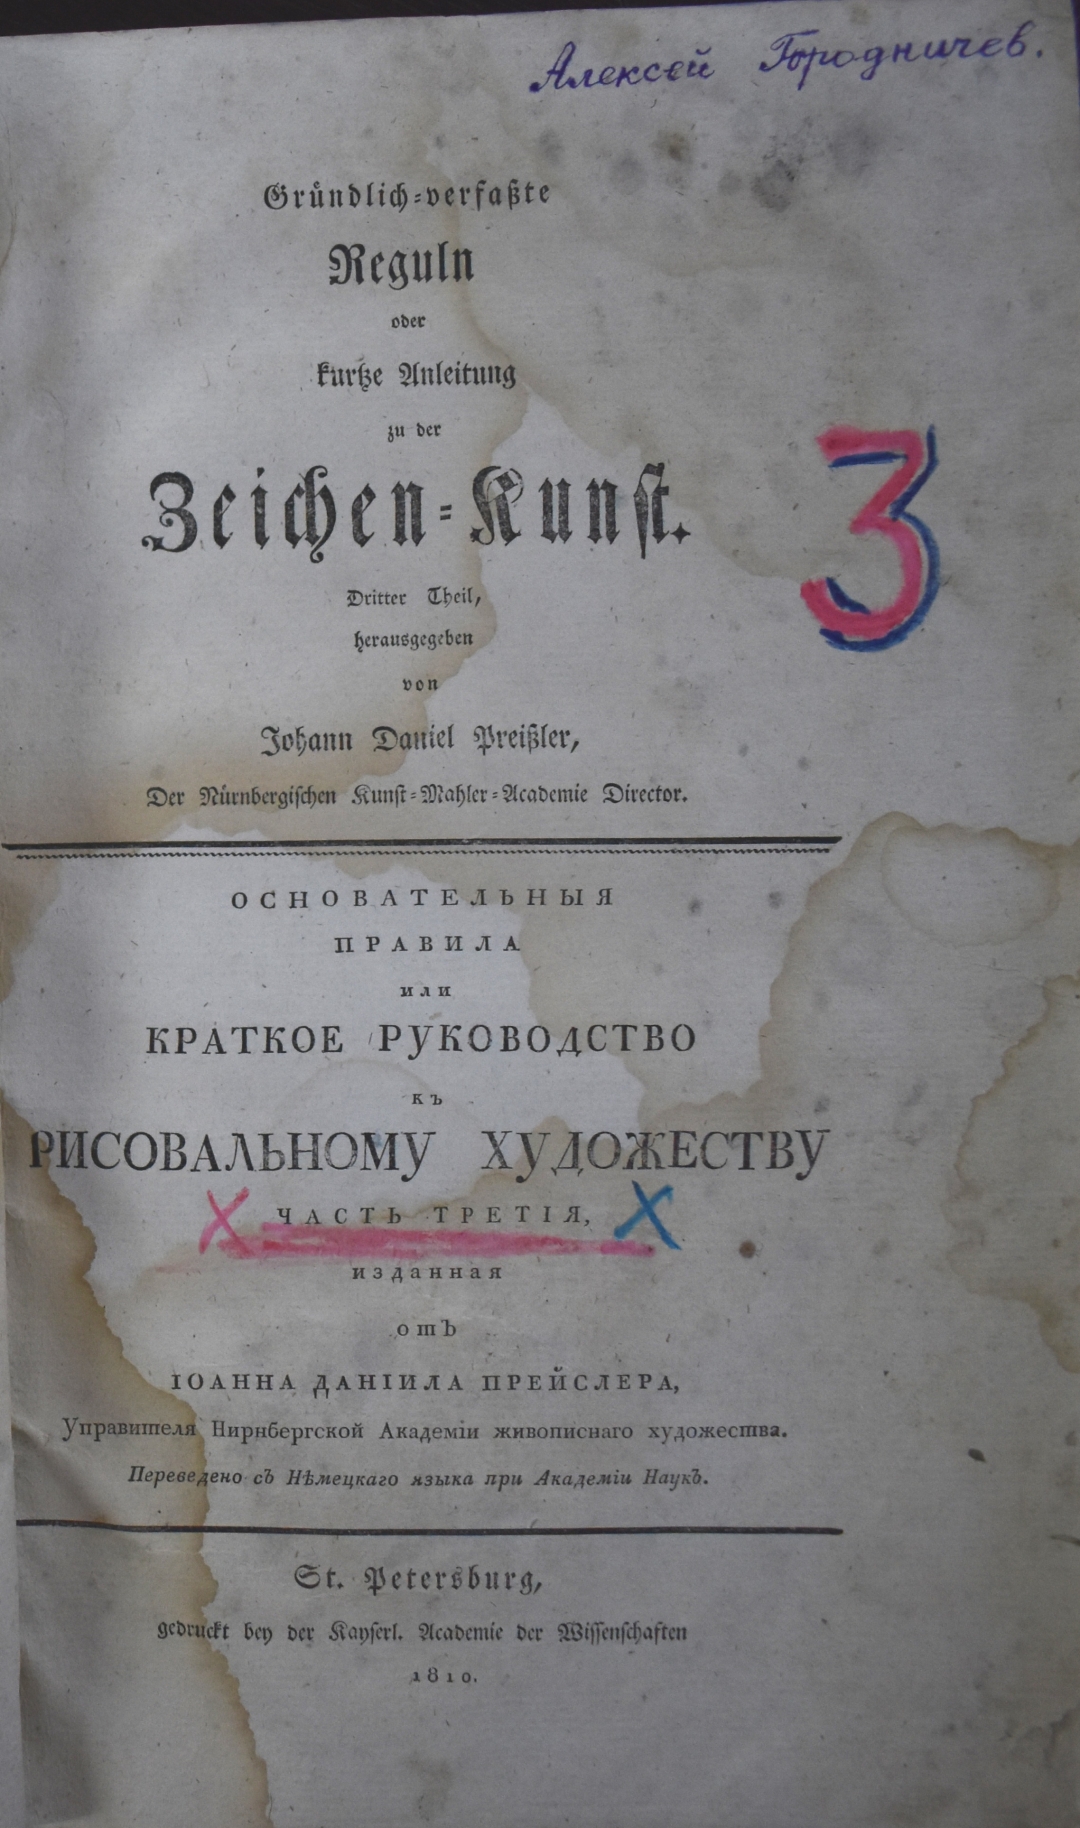 Алексей Городничев.
Gründlich-verfaßte
Reguln
oder
kurtze Anleitung
zu der
Zeichen-Kunst.
3
Dritter Theil,
herausgegeben
von
Johann Daniel Preißler,
Der Nürnbergischen Kunst-Mahler-Academie Director.
ОСНОВАТЕЛЬНЫЯ
ПРАВИЛА
или
КРАТКОЕ РУКОВОДСТВО
къ
РИСОВАЛЬНОМУ ХУДОЖЕСТВУ
ЧАСТЬ ТРЕТІЯ,
изданная
отъ
ІОАННА ДАНІИЛА ПРЕЙСЛЕРА,
Управителя Нирнбергской Академіи живописнаго художества.
Переведено съ Нѣмецкаго языка при Академіи Наукъ.
St. Petersburg,
gedruckt bey der Kayserl. Academie der Wissenschaften
1810.